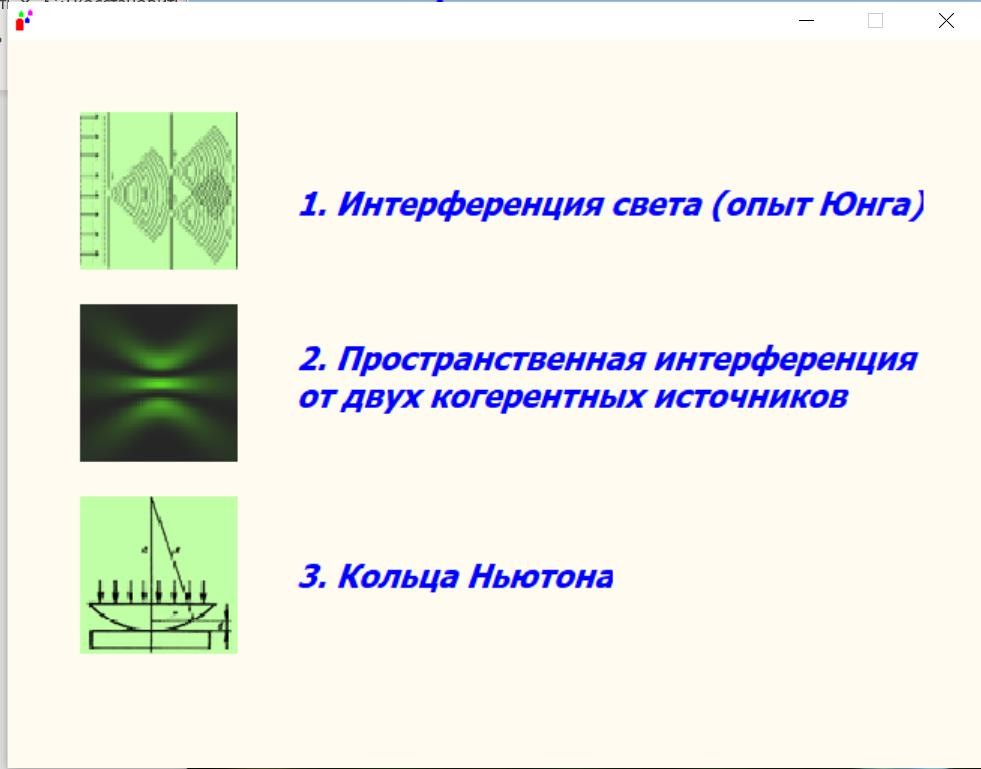 1. Интерференция света (опыт Юнга)
2. Пространственная интерференция
от двух когерентных источников
3. Кольца Ньютона